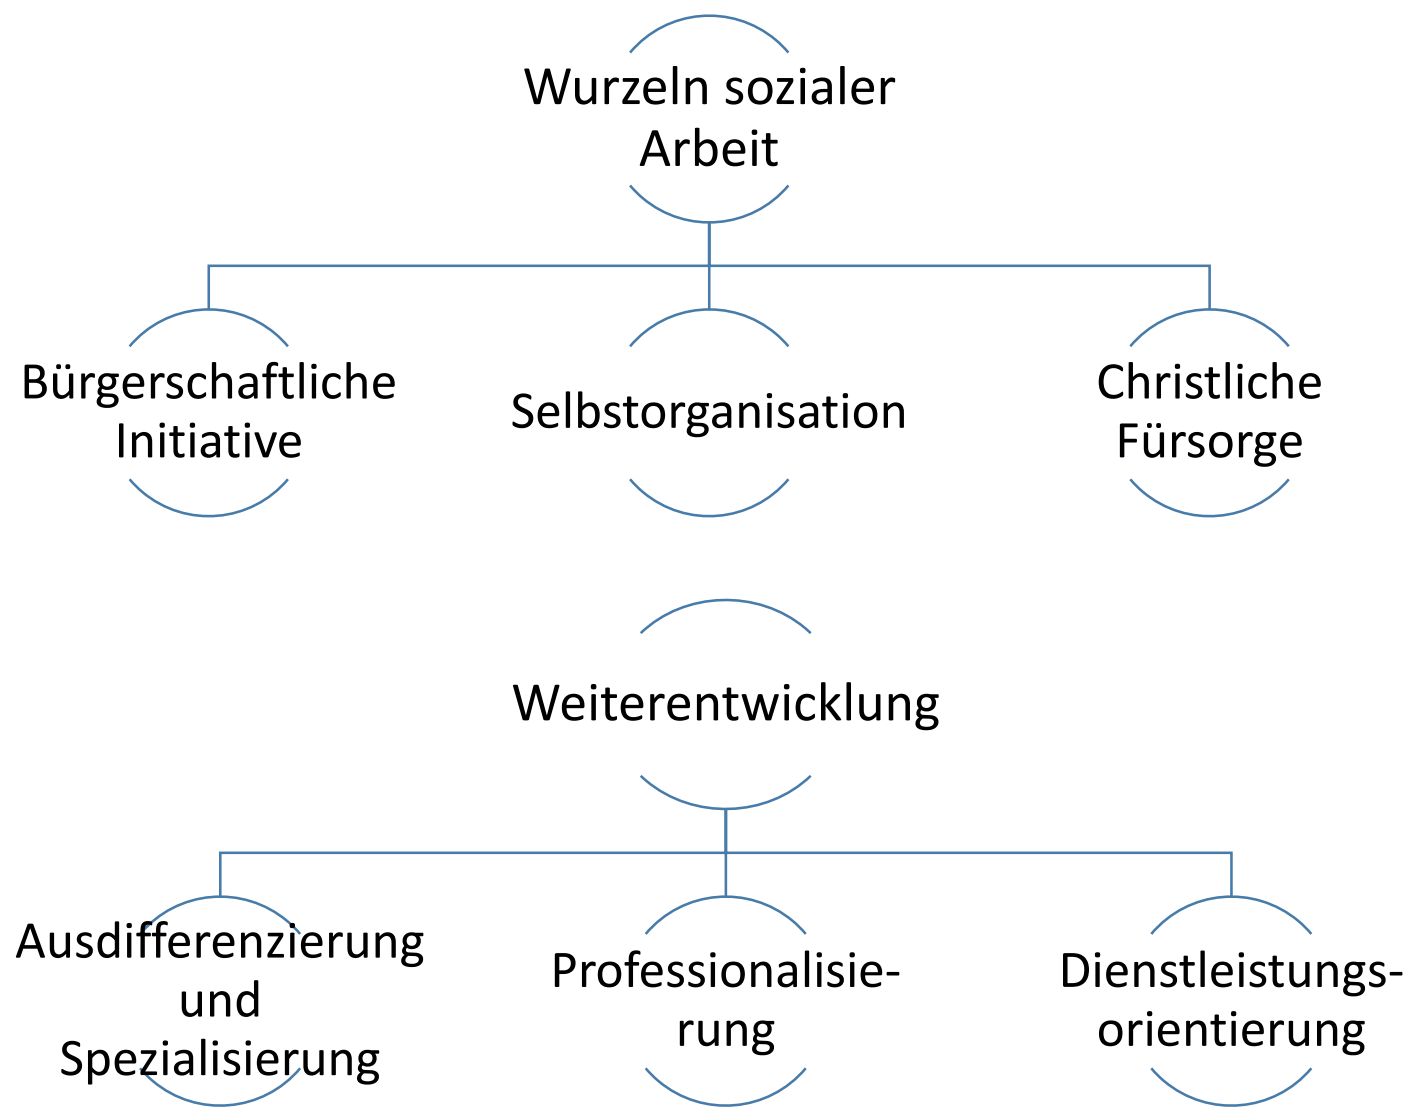 Wurzeln sozialer
Arbeit
Bürgerschaftliche
Initiative
Selbstorganisation
Christliche
Fürsorge
Weiterentwicklung
Ausdifferenzierung
und
Spezialisierung
Professionalisie-
rung
Dienstleistungs-
orientierung